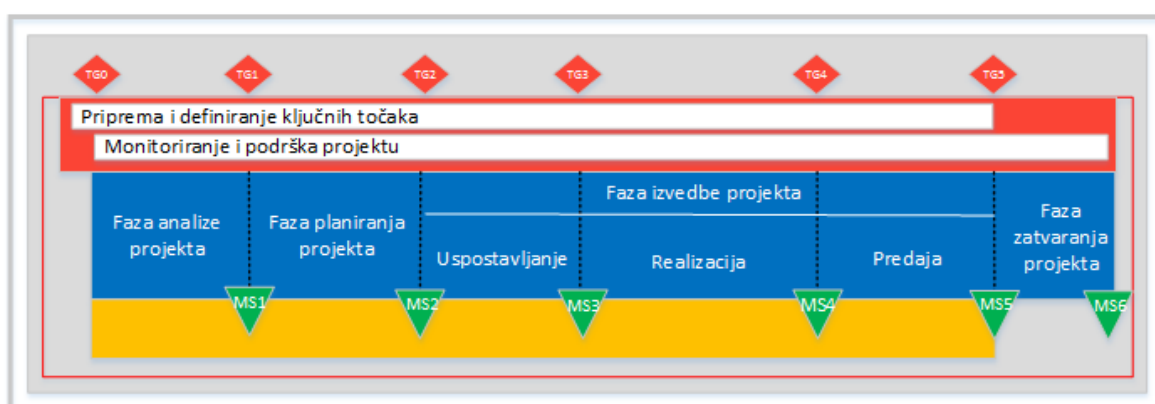 TG0 TG1 TG2 TG3 TG4 TG5
Priprema i definiranje ključnih točaka
Monitoriranje i podrška projektu
Faza analize
projekta
Faza planiranja
projekta
Faza izvedbe projekta
Uspostavljanje
Realizacija
Predaja
Faza
zatvaranja
projekta
MS1 MS2 MS3 MS4 MS5 MS6